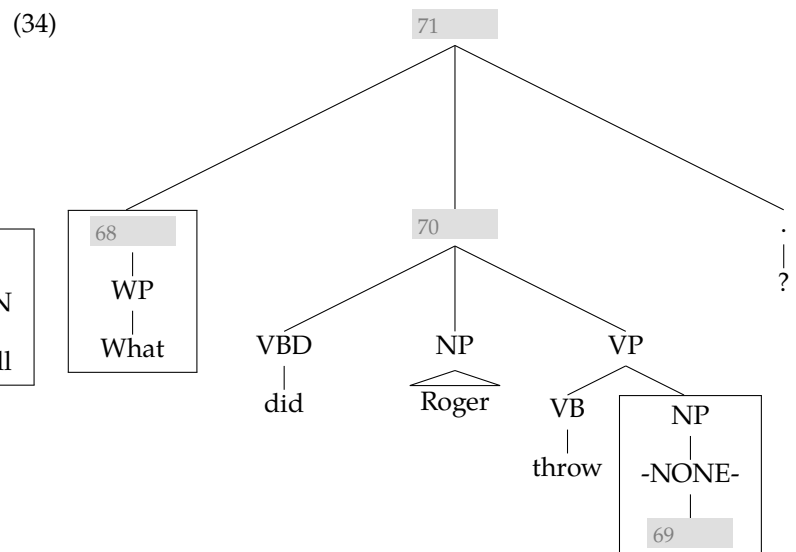 (34)
71
68
70
.
WP
?
N
What
VBD
NP
VP
ll
did
Roger
VB
NP
throw
-NONE-
69